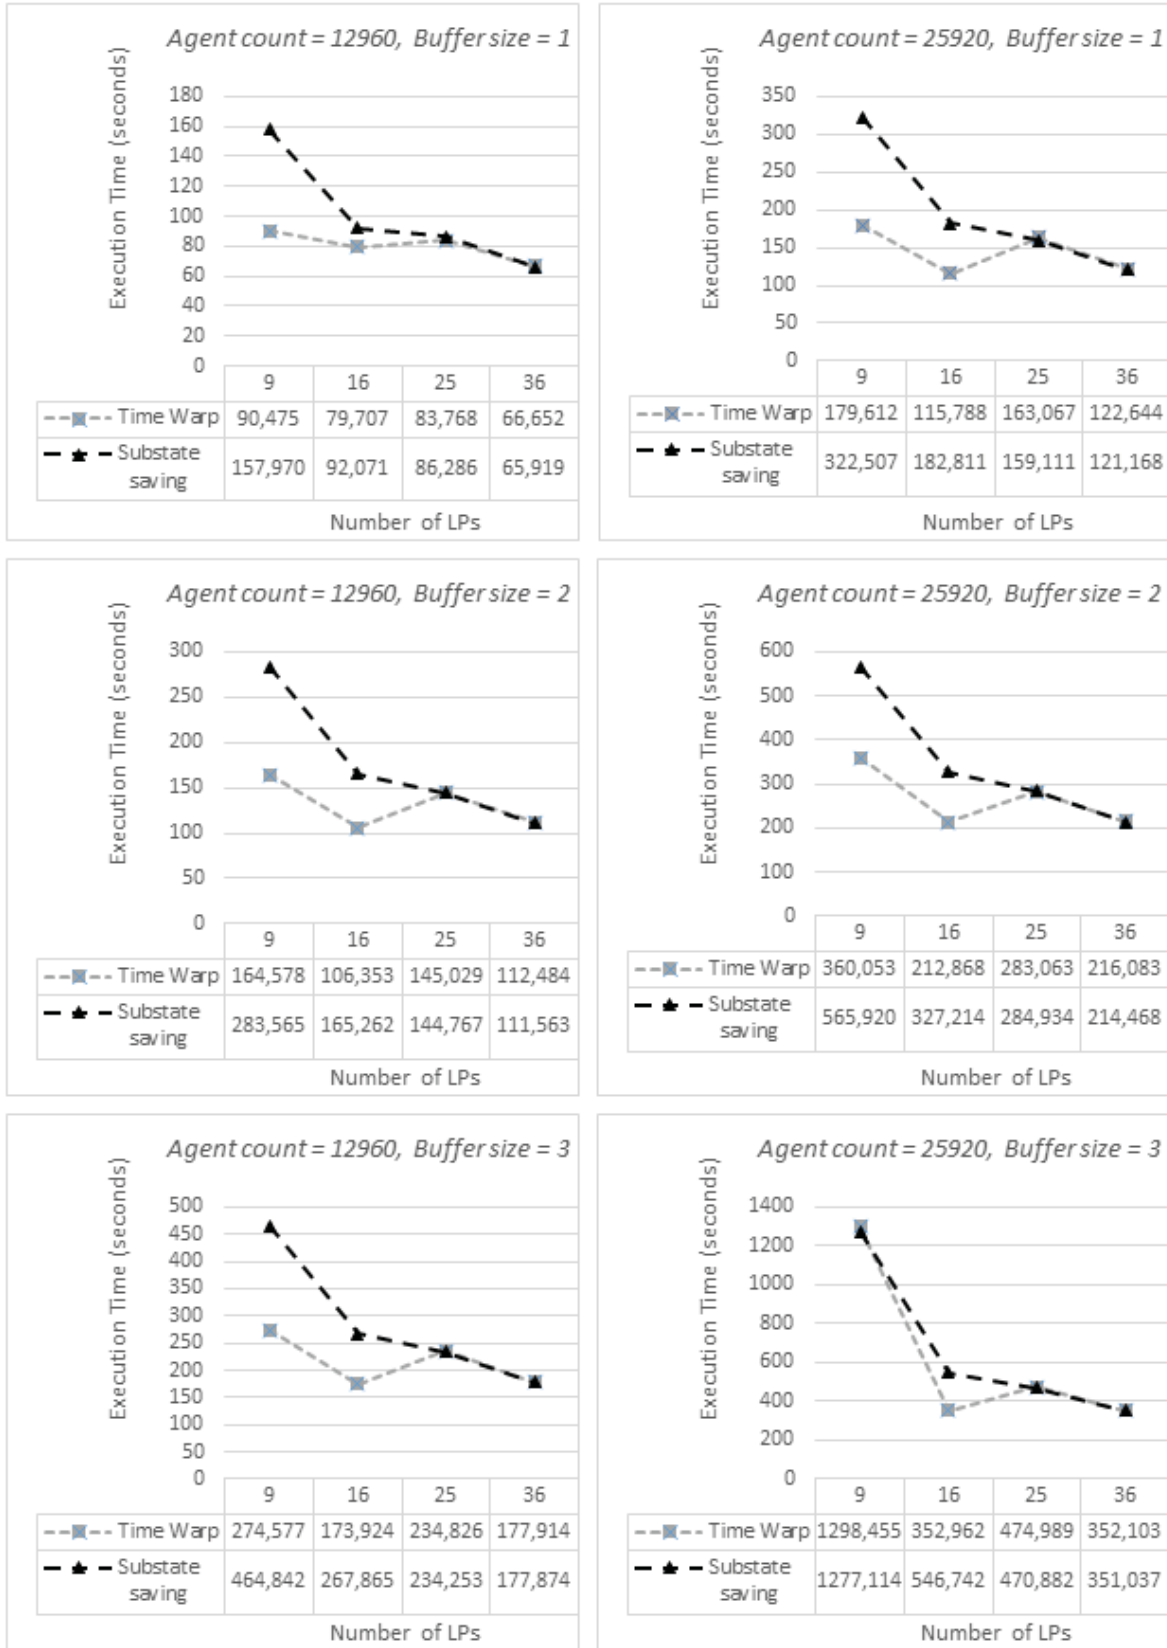 Agent count = 12960, Buffer size = 1
Execution Time (seconds)
180
160
140
120
100
80
60
40
20
0
9 16 25 36
Time Warp 90,475 79,707 83,768 66,652
Substate saving 157,970 92,071 86,286 65,919
Number of LPs
Agent count = 25920, Buffer size = 1
Execution Time (seconds)
350
300
250
200
150
100
50
0
9 16 25 36
Time Warp 179,612 115,788 163,067 122,644
Substate saving 322,507 182,811 159,111 121,168
Number of LPs
Agent count = 12960, Buffer size = 2
Execution Time (seconds)
300
250
200
150
100
50
0
9 16 25 36
Time Warp 164,578 106,353 145,029 112,484
Substate saving 283,565 165,262 144,767 111,563
Number of LPs
Agent count = 25920, Buffer size = 2
Execution Time (seconds)
600
500
400
300
200
100
0
9 16 25 36
Time Warp 360,053 212,868 283,063 216,083
Substate saving 565,920 327,214 284,934 214,468
Number of LPs
Agent count = 12960, Buffer size = 3
Execution Time (seconds)
500
450
400
350
300
250
200
150
100
50
0
9 16 25 36
Time Warp 274,577 173,924 234,826 177,914
Substate saving 464,842 267,865 234,253 177,874
Number of LPs
Agent count = 25920, Buffer size = 3
Execution Time (seconds)
1400
1200
1000
800
600
400
200
0
9 16 25 36
Time Warp 1298,455 352,962 474,989 352,103
Substate saving 1277,114 546,742 470,882 351,037
Number of LPs